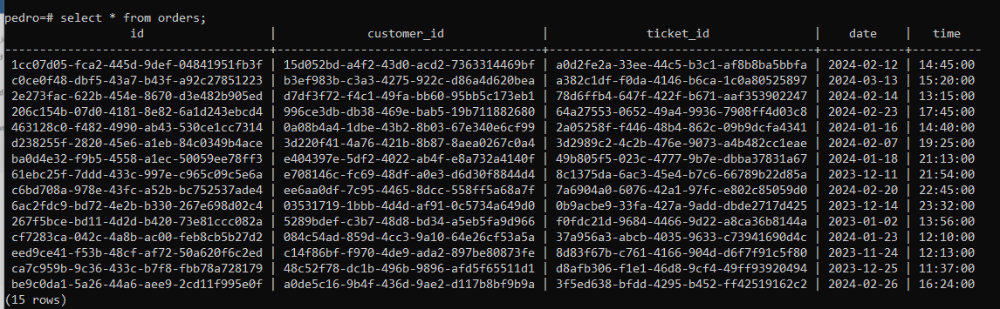 pedro=# select * from orders;
id | customer_id | ticket_id | date | time
1cc07d05-fca2-445d-9def-04841951fb3f | 15d052bd-a4f2-43d0-acd2-7363314469bf | a0d2fe2a-33ee-44c5-b3c1-af8b8ba5bbfa | 2024-02-12 | 14:45:00
c0ce0f48-dbf5-43a7-b43f-a92c27851223 | b3ef983b-c3a3-4275-922c-d86a4d620bea | a382c1df-f0da-4146-b6ca-1c0a80525897 | 2024-03-13 | 15:20:00
2e273fac-622b-454e-8670-d3e482b905ed | d7df3f72-f4c1-49fa-bb60-95bb5c173eb1 | 78d6ffb4-647f-422f-b671-aaf353902247 | 2024-02-14 | 13:15:00
206c154b-07d0-4181-8e82-6a1d243ebcd4 | 996ce3db-db38-469e-bab5-19b711882680 | 64a27553-0652-49a4-9936-7908ff4d03c8 | 2024-02-23 | 17:45:00
463128c0-f482-4990-ab43-530ce1cc7314 | 0a08b4a4-1dbe-43b2-8b03-67e340e6cf99 | 2a05258f-f446-48b4-862c-09b9dcfa4341 | 2024-01-16 | 14:40:00
d238255f-2820-45e6-a1eb-84c0349b4ace | 3d220f41-4a76-421b-8b87-8aea0267c0a4 | 3d2989c2-4c2b-476e-9073-a4b482cc1eae | 2024-02-07 | 19:25:00
ba0d4e32-f9b5-4558-a1ec-50059ee78ff3 | e404397e-5df2-4022-ab4f-e8a732a4140f | 49b805f5-023c-4777-9b7e-dbba37831a67 | 2024-01-18 | 21:13:00
61ebc25f-7ddd-433c-997e-c965c09c5e6a | e708146c-fc69-48df-a0e3-d6d30f8844d4 | 8c1375da-6ac3-45e4-b7c6-66789b22d85a | 2023-12-11 | 21:54:00
c6bd708a-978e-43fc-a52b-bc752537ade4 | ee6aa0df-7c95-4465-8dcc-558ff5a68a7f | 7a6904a0-6076-42a1-97fc-e802c85059d0 | 2024-02-20 | 22:45:00
6ac2fdc9-bd72-4e2b-b330-267e698d02c4 | 03531719-1bbb-4d4d-af91-0c5734a649d0 | 0b9acbe9-33fa-427a-9add-dbde2717d425 | 2023-12-14 | 23:32:00
267f5bce-bd11-4d2d-b420-73e81ccc082a | 5289bdef-c3b7-48d8-bd34-a5eb5fa9d966 | f0fdc21d-9684-4466-9d22-a8ca36b8144a | 2023-01-02 | 13:56:00
cf7283ca-042c-4a8b-ac00-feb8cb5b27d2 | 084c54ad-859d-4cc3-9a10-64e26cf53a5a | 37a956a3-abcb-4035-9633-c73941690d4c | 2024-01-23 | 12:10:00
eed9ce41-f53b-48cf-af72-50a620f6c2ed | c14f86bf-f970-4de9-ada2-897be80873fe | 8d83f67b-c761-4166-904d-d6f7f91c5f80 | 2023-11-24 | 12:13:00
ca7c959b-9c36-433c-b7f8-fbb78a728179 | 48c52f78-dc1b-496b-9896-afd5f65511d1 | d8afb306-f1e1-46d8-9cf4-49ff93920494 | 2023-12-25 | 11:37:00
be9c0da1-5a26-44a6-aee9-2cd11f995e0f | a0de5c16-9b4f-436d-9ae2-d117b8bf9b9a | 3f5ed638-bfdd-4295-b452-ff42519162c2 | 2024-02-26 | 16:24:00
(15 rows)